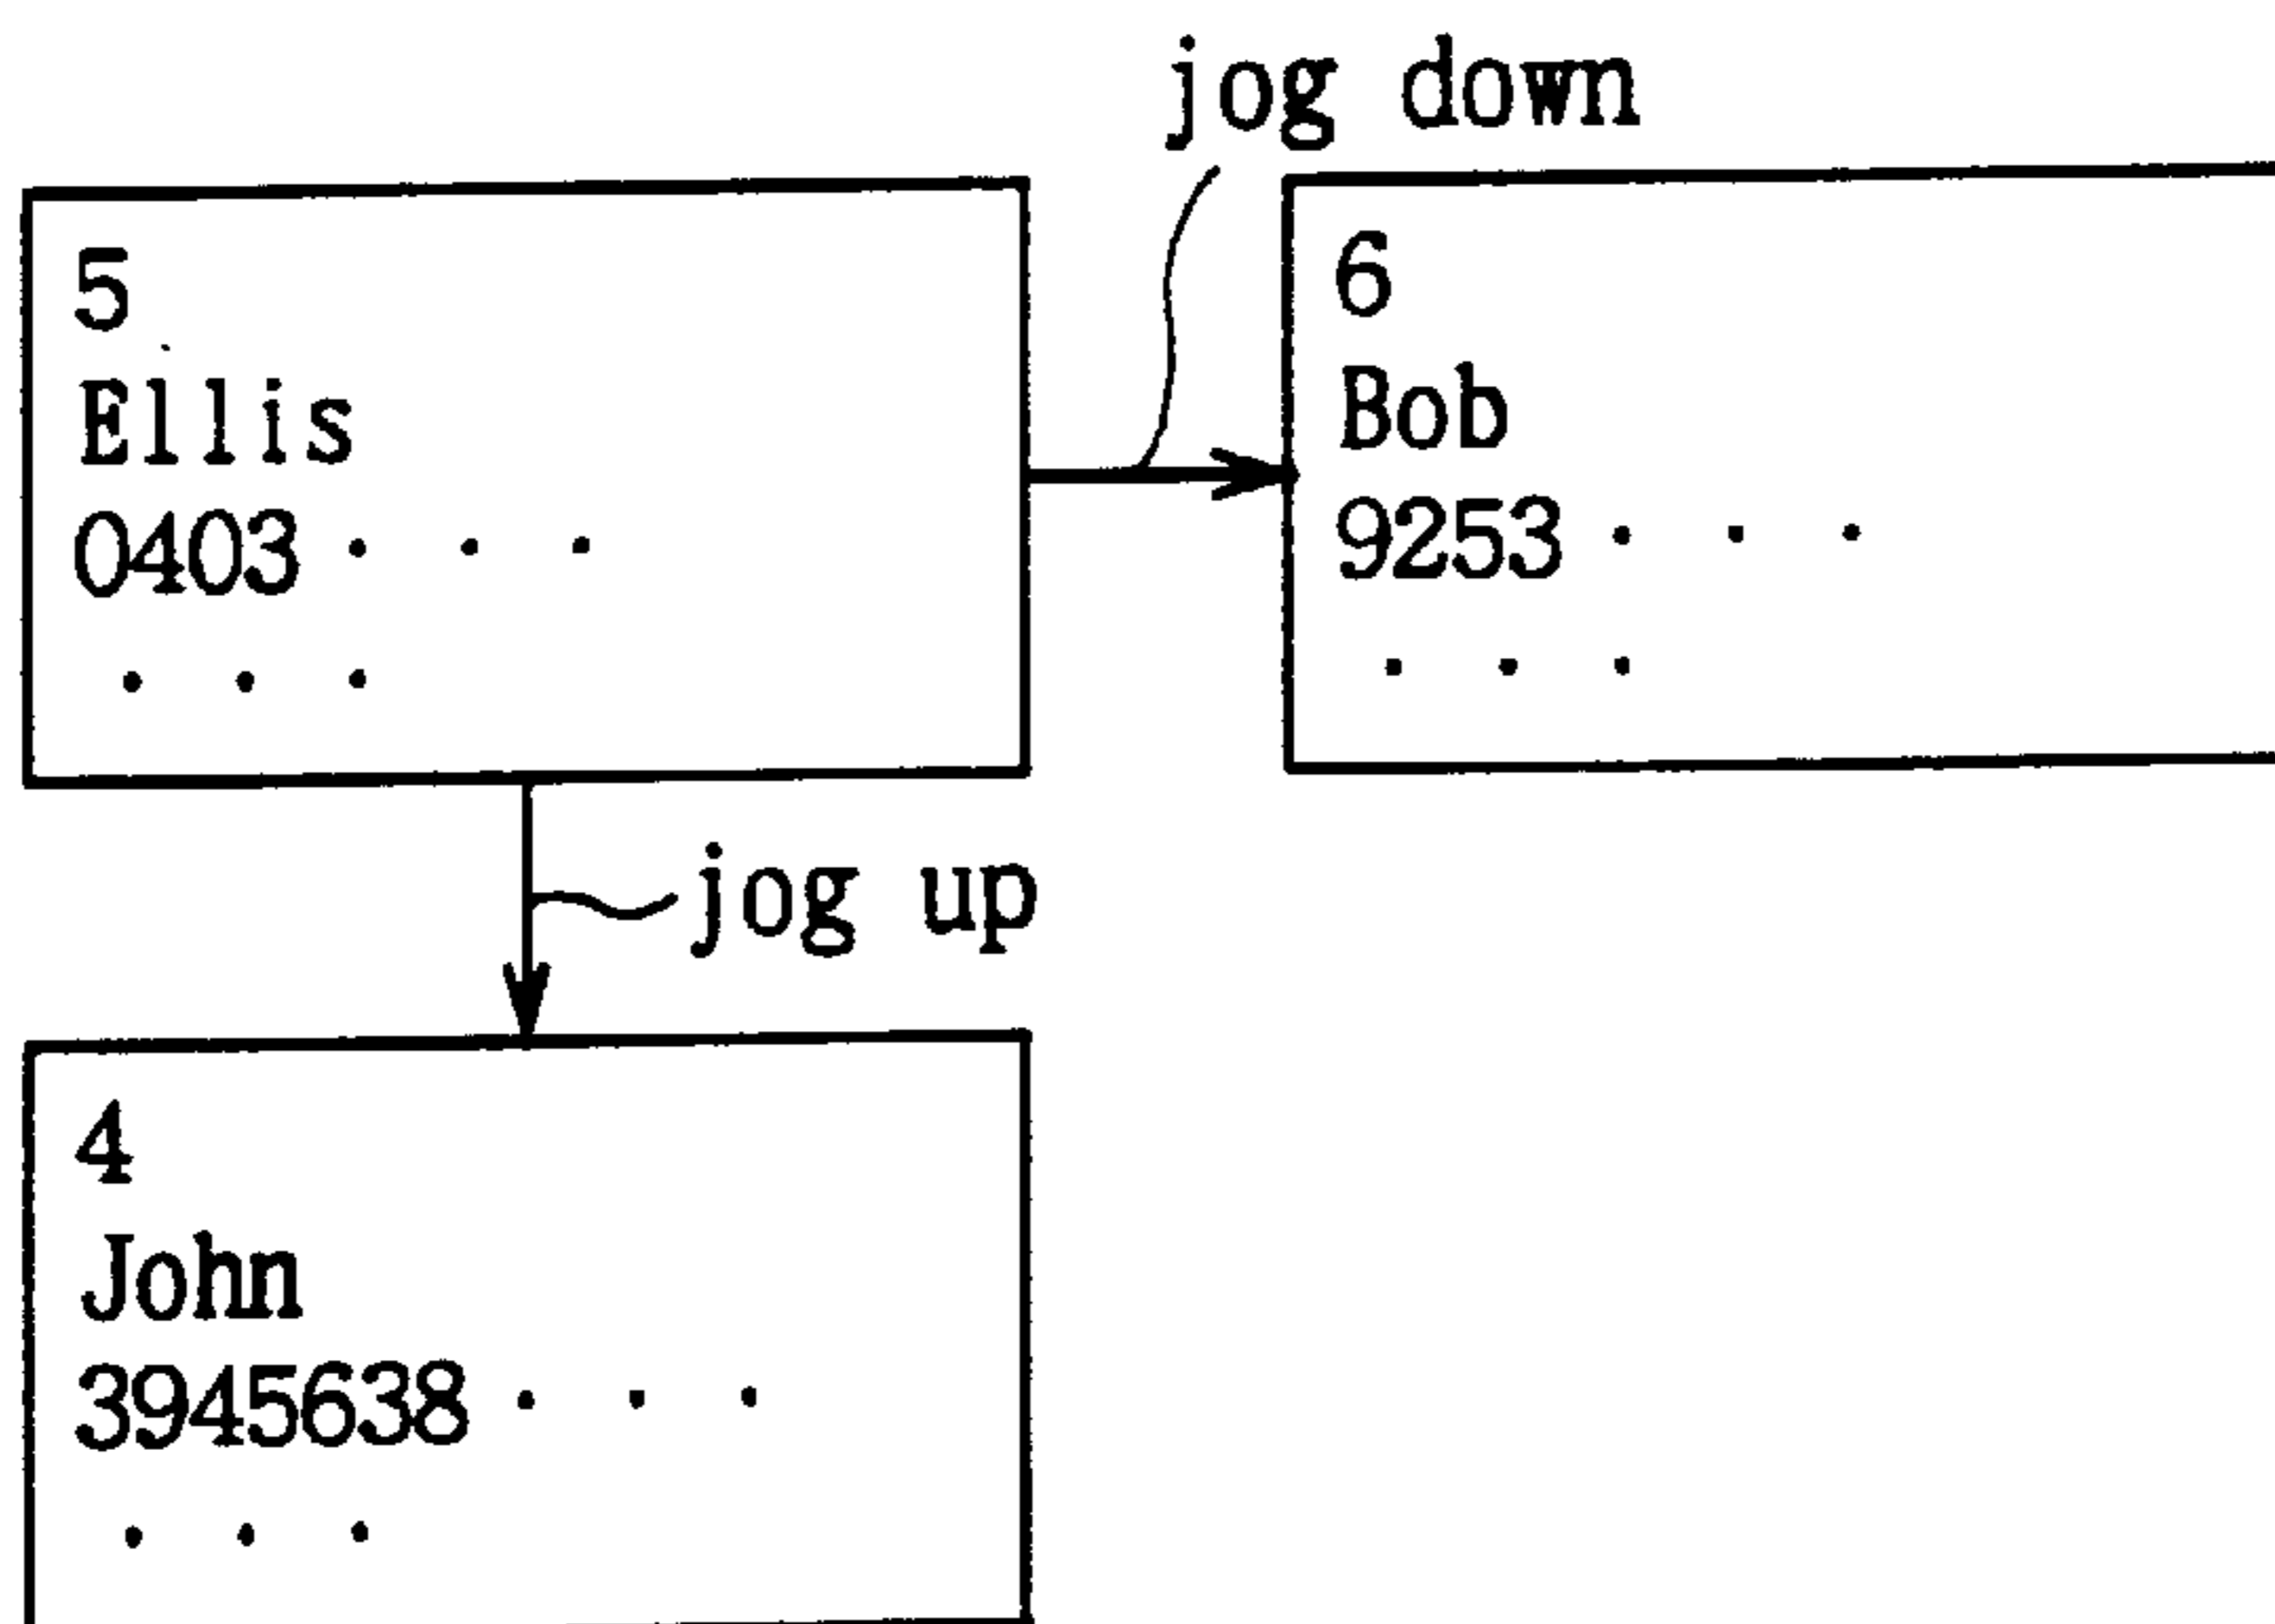 jog down
5
Ellis
0403 · · ·
· · ·
6
Bob
9253 · · ·
· · ·
jog up
4
John
3945638 · · ·
· · ·